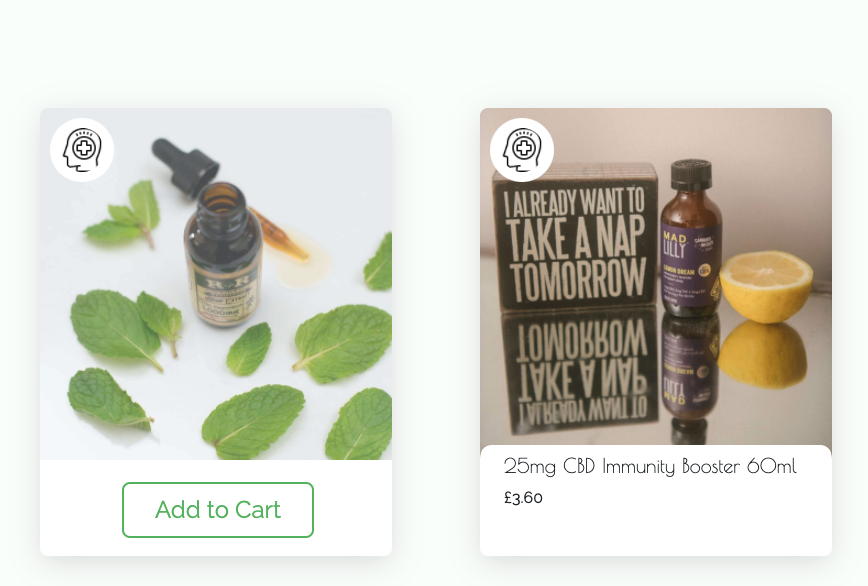 R&R
1000mg
Add to Cart
I ALREADY WANT TO
TAKE A NAP
TOMORROW
MAD
LILLY
LEMON DREAM
25mg CBD Immunity Booster 60ml
£3.60